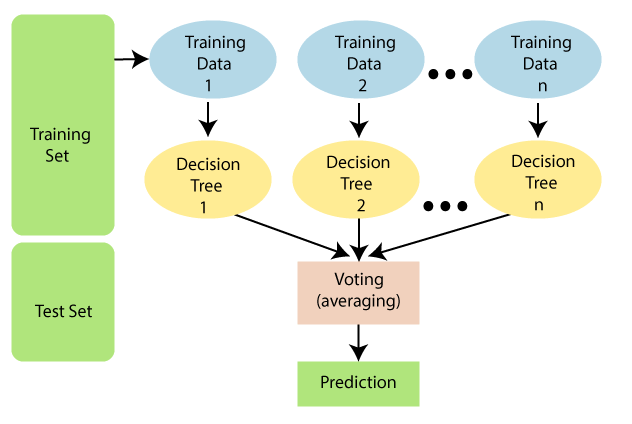 Training
Set
Training
Data
1
Training
Data
2
Training
Data
n
Decision
Tree
1
Decision
Tree
2
Decision
Tree
n
Test Set
Voting
(averaging)
Prediction